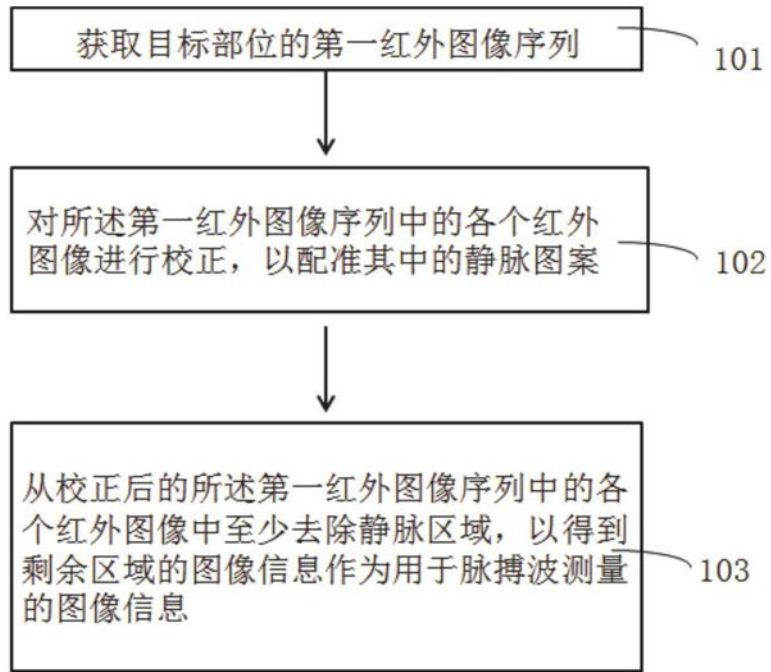 获取目标部位的第一红外图像序列
101
对所述第一红外图像序列中的各个红外
图像进行校正，以配准其中的静脉图案
102
从校正后的所述第一红外图像序列中的各
个红外图像中至少去除静脉区域，以得到
剩余区域的图像信息作为用于脉搏波测量
103
的图像信息